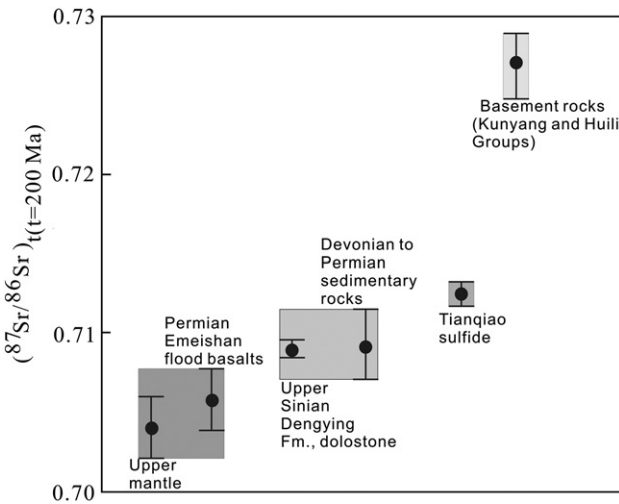 0.73
Basement rocks
(Kunyang and Huili
Groups)
0.72
(⁸⁷Sr/⁸⁶Sr)t(t=200 Ma)
Devonian to
Permian
sedimentary
rocks
Permian
Emeishan
flood basalts
Tianqiao
sulfide
0.71
Upper
Sinian
Dengying
Fm., dolostone
Upper
mantle
0.70